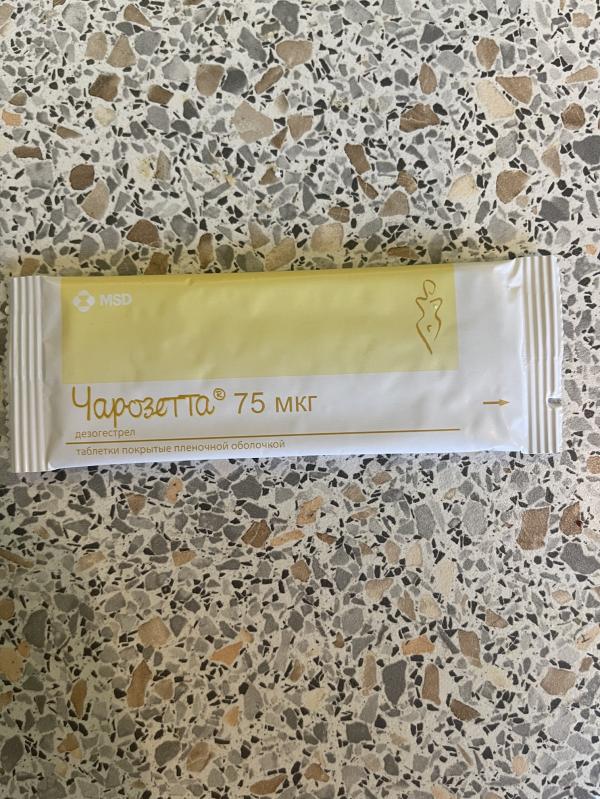 MSD
Чарозетта® 75 мкг
дезогестрел
таблетки покрытые пленочной оболочкой